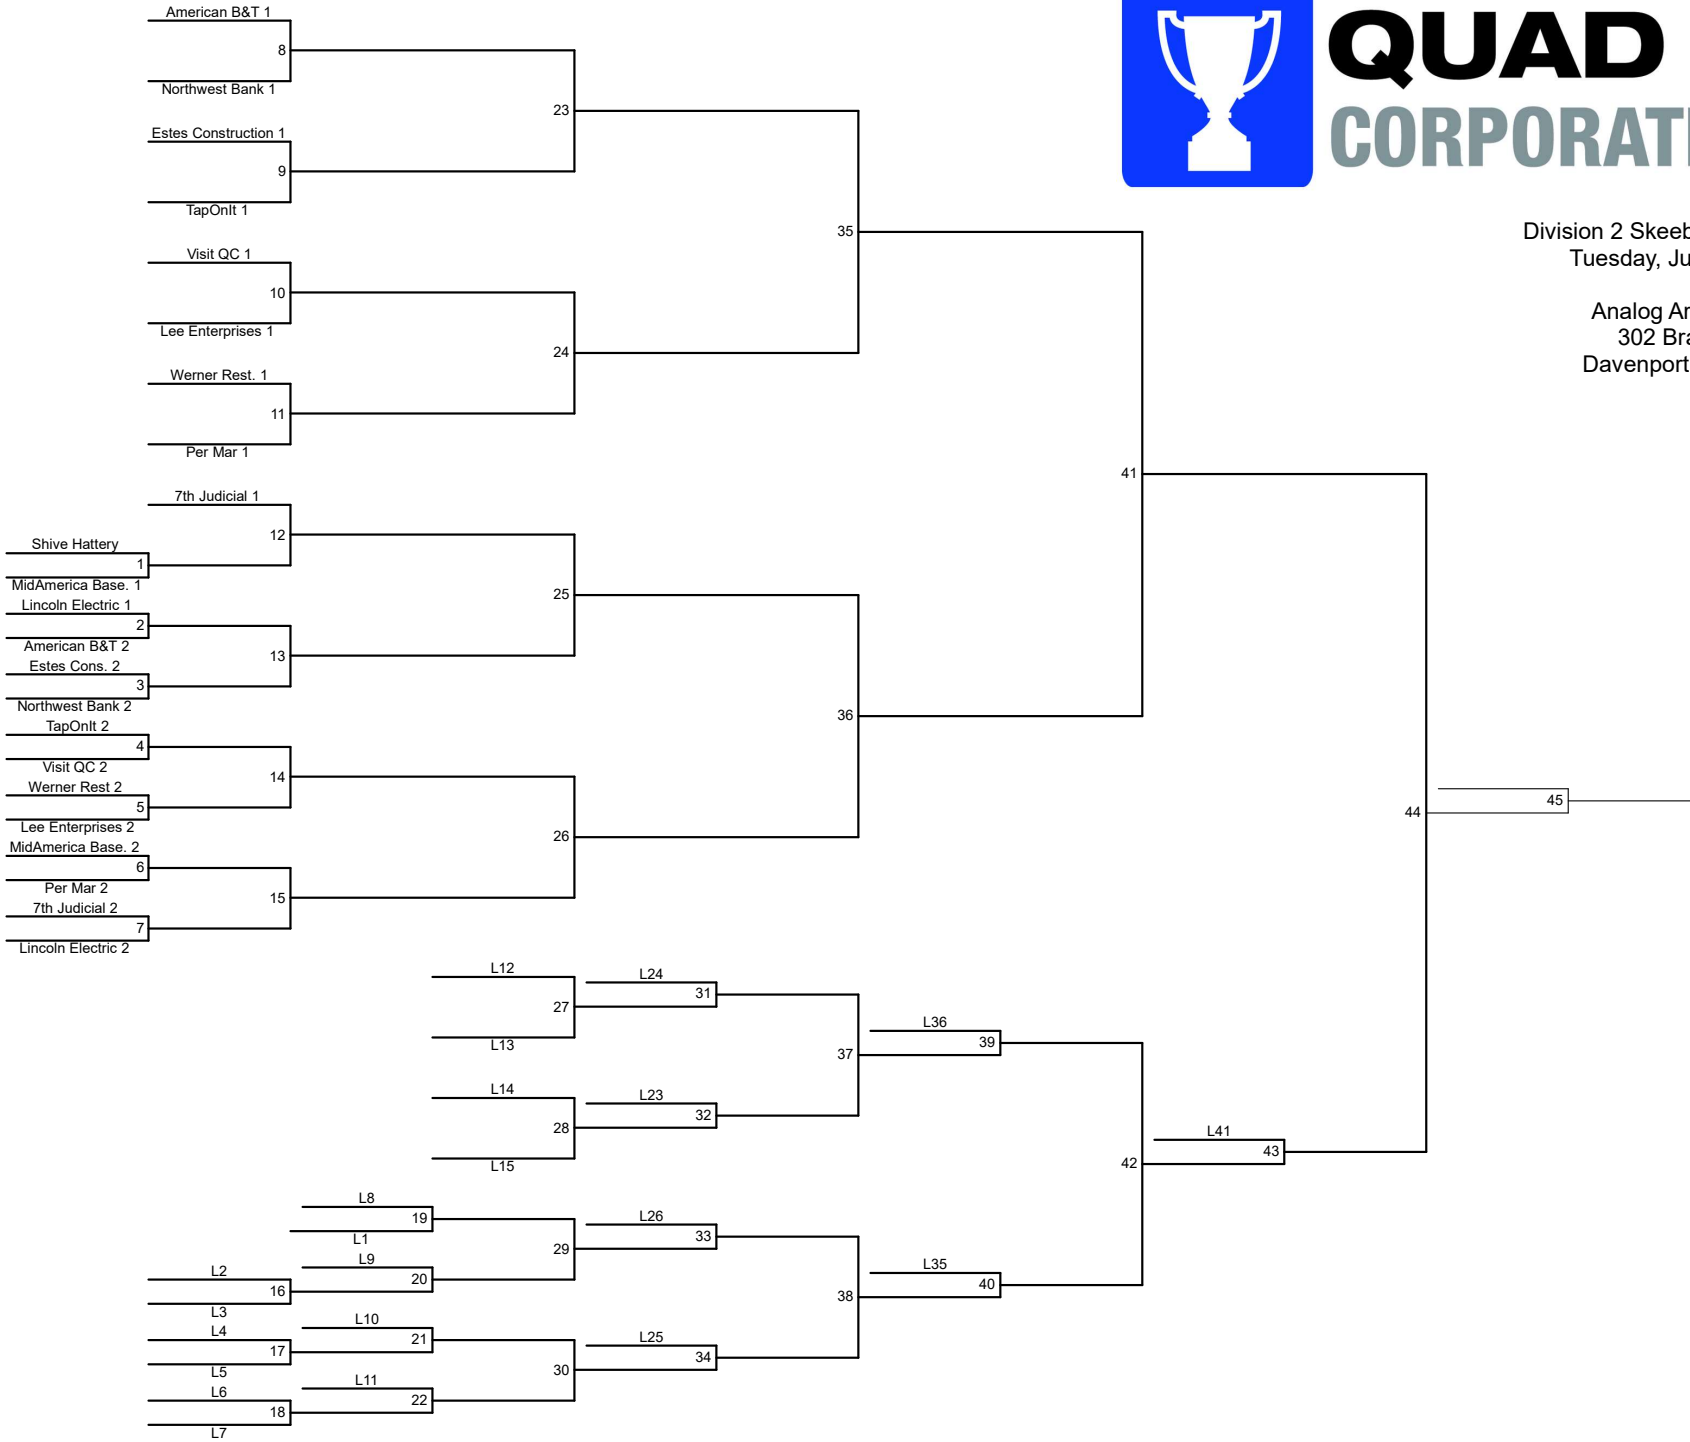 American B&T 1
8
Northwest Bank 1
23
Estes Construction 1
9
TapOnIt 1
35
Visit QC 1
10
Lee Enterprises 1
24
Werner Rest. 1
11
Per Mar 1
41
7th Judicial 1
12
Shive Hattery
1
MidAmerica Base. 1
Lincoln Electric 1
25
2
American B&T 2
13
Estes Cons. 2
3
Northwest Bank 2
36
TapOnIt 2
4
Visit QC 2
14
Werner Rest 2
5
Lee Enterprises 2
26
MidAmerica Base. 2
6
Per Mar 2
15
7th Judicial 2
7
Lincoln Electric 2
44
45
L12
27
L13
L24
31
37
L36
39
L14
28
L15
L23
32
42
L41
43
L8
19
L1
29
L26
33
L9
20
L2
16
L3
38
L35
40
L4
17
L5
L10
21
30
L25
34
L6
18
L7
L11
22
QUAD
CORPORAT
Division 2 Skeeb
Tuesday, Ju
Analog Ar
302 Bra
Davenport